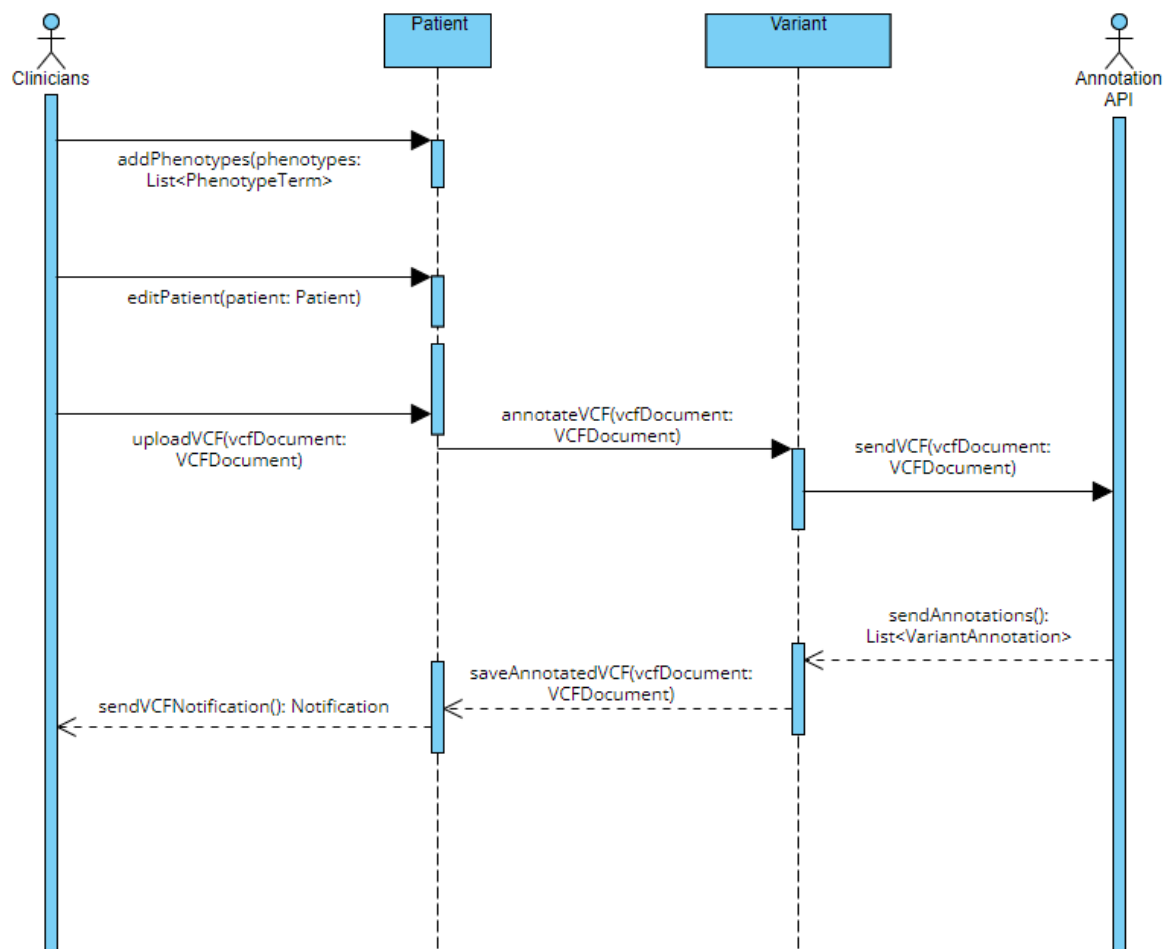 Clinicians
Patient
Variant
Annotation
API
addPhenotypes(phenotypes:
List<PhenotypeTerm>
editPatient(patient: Patient)
uploadVCF(vcfDocument:
VCFDocument)
annotateVCF(vcfDocument:
VCFDocument)
sendVCF(vcfDocument:
VCFDocument)
sendAnnotations():
List<VariantAnnotation>
saveAnnotatedVCF(vcfDocument:
VCFDocument)
sendVCFNotification(): Notification